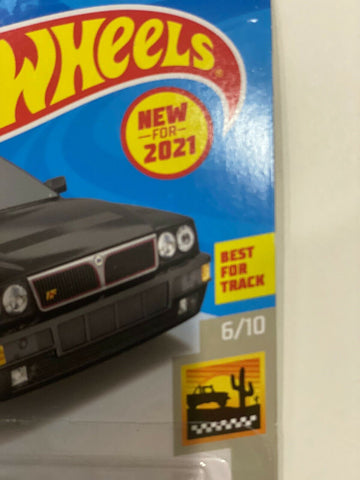 WHEELS
NEW
-FOR-
2021
BEST
FOR
TRACK
6/10